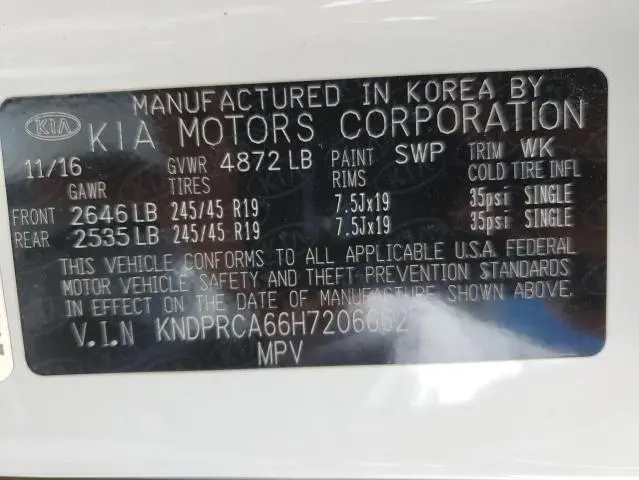 MANUFACTURED IN KOREA BY
KIA KIA MOTORS CORPORATION
11/16 GVWR 4872 LB PAINT SWP TRIM WK
GAWR TIRES RIMS COLD TIRE INFL
FRONT 2646 LB 245/45 R19 7.5Jx19 35psi SINGLE
REAR 2535 LB 245/45 R19 7.5Jx19 35psi SINGLE
THIS VEHICLE CONFORMS TO ALL APPLICABLE U.S.A. FEDERAL
MOTOR VEHICLE SAFETY AND THEFT PREVENTION STANDARDS
IN EFFECT ON THE DATE OF MANUFACTURE SHOWN ABOVE.
V.I.N KNDPRCA66H7206662
MPV